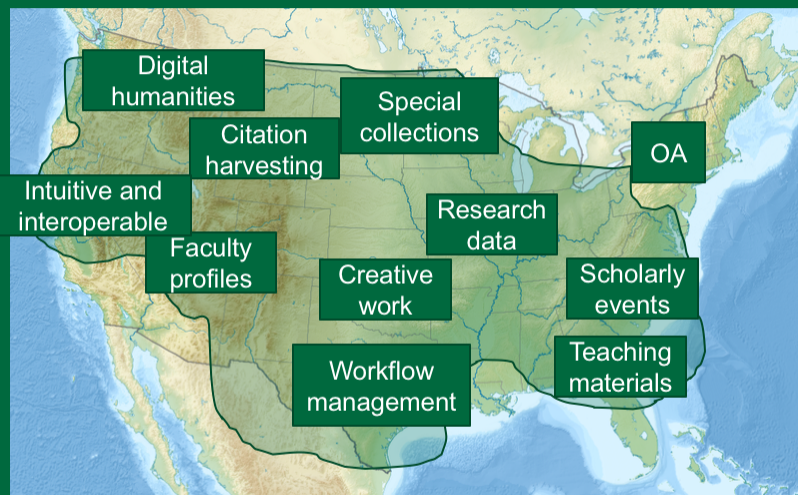 Digital
humanities
Special
collections
Citation
harvesting
OA
Intuitive and
interoperable
Research
data
Faculty
profiles
Creative
work
Scholarly
events
Workflow
management
Teaching
materials